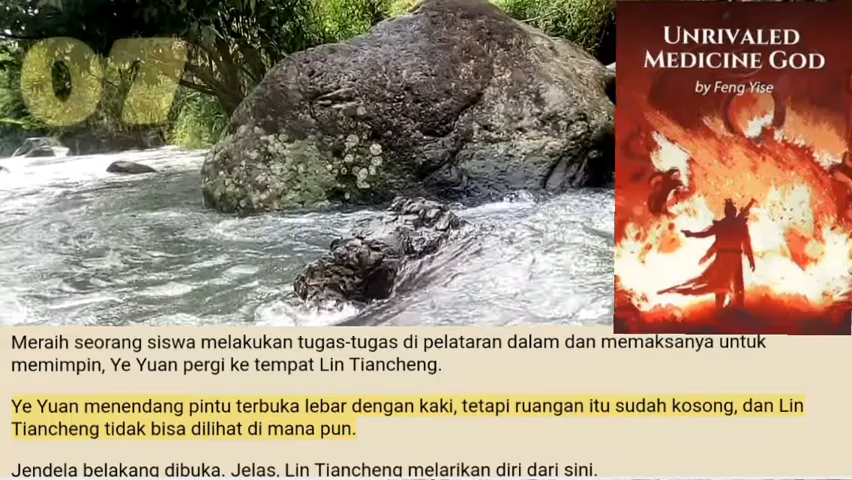 07
UNRIVALED
MEDICINE GOD
by Feng Yise
Meraih seorang siswa melakukan tugas-tugas di pelataran dalam dan memaksanya untuk
memimpin, Ye Yuan pergi ke tempat Lin Tiancheng.
Ye Yuan menendang pintu terbuka lebar dengan kaki, tetapi ruangan itu sudah kosong, dan Lin
Tiancheng tidak bisa dilihat di mana pun.
Jendela belakang dibuka. Jelas, Lin Tiancheng melarikan diri dari sini.